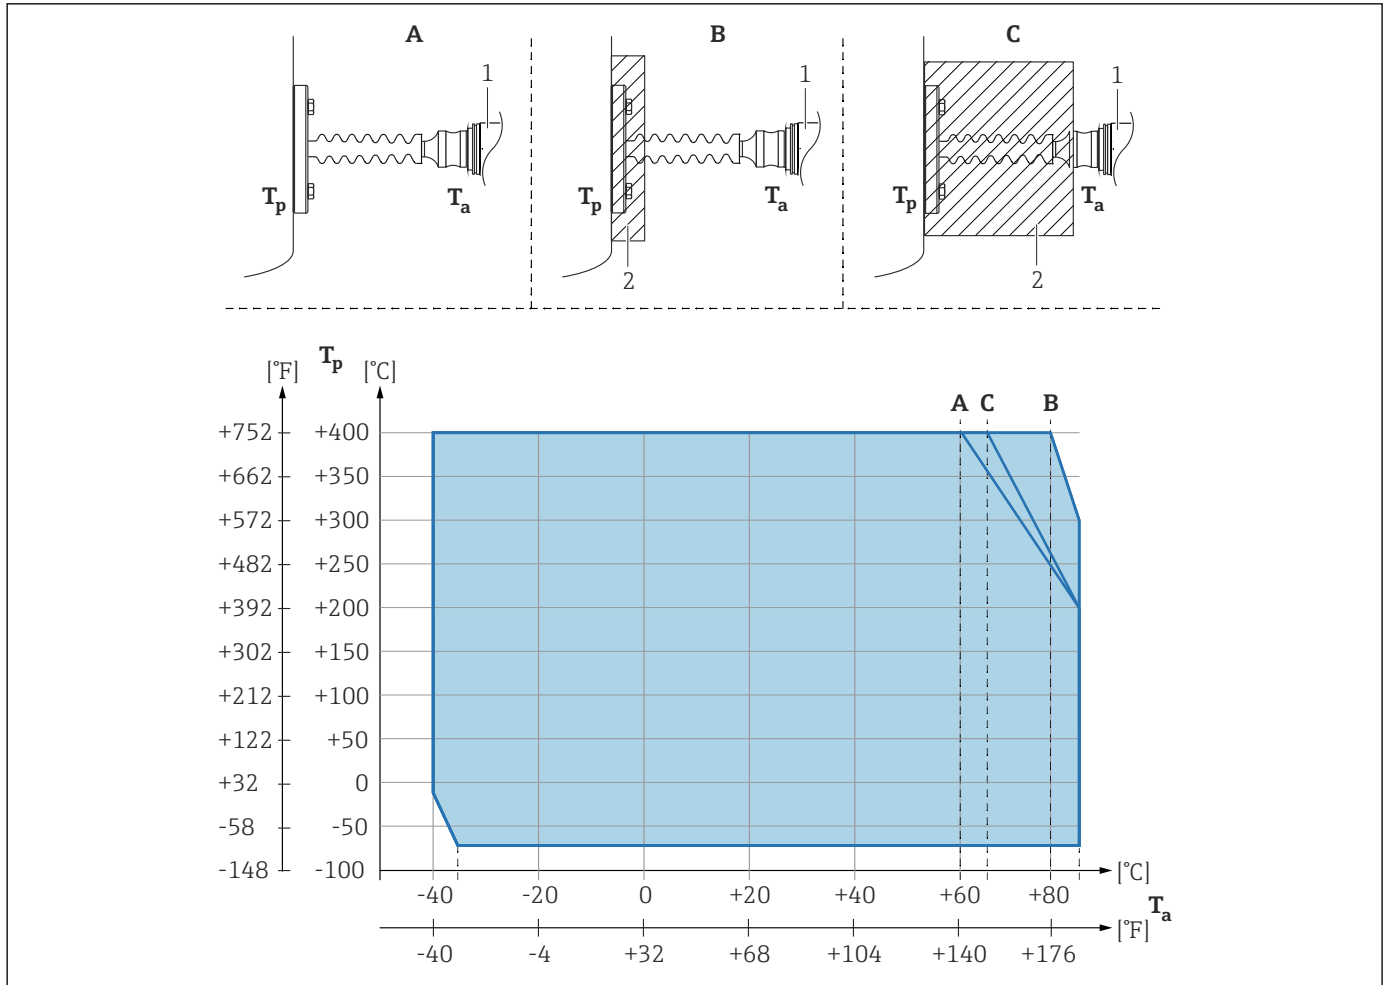 A B C
1 1 1
Tp Ta Tp Ta Tp Ta
2 2
Tp
[°F] [°C]
A C B
+752 +400
+662 +350
+572 +300
+482 +250
+392 +200
+302 +150
+212 +100
+122 +50
+32 0
-58 -50
-148 -100
[°C]
-40 -20 0 +20 +40 +60 +80
Ta
[°F]
-40 -4 +32 +68 +104 +140 +176